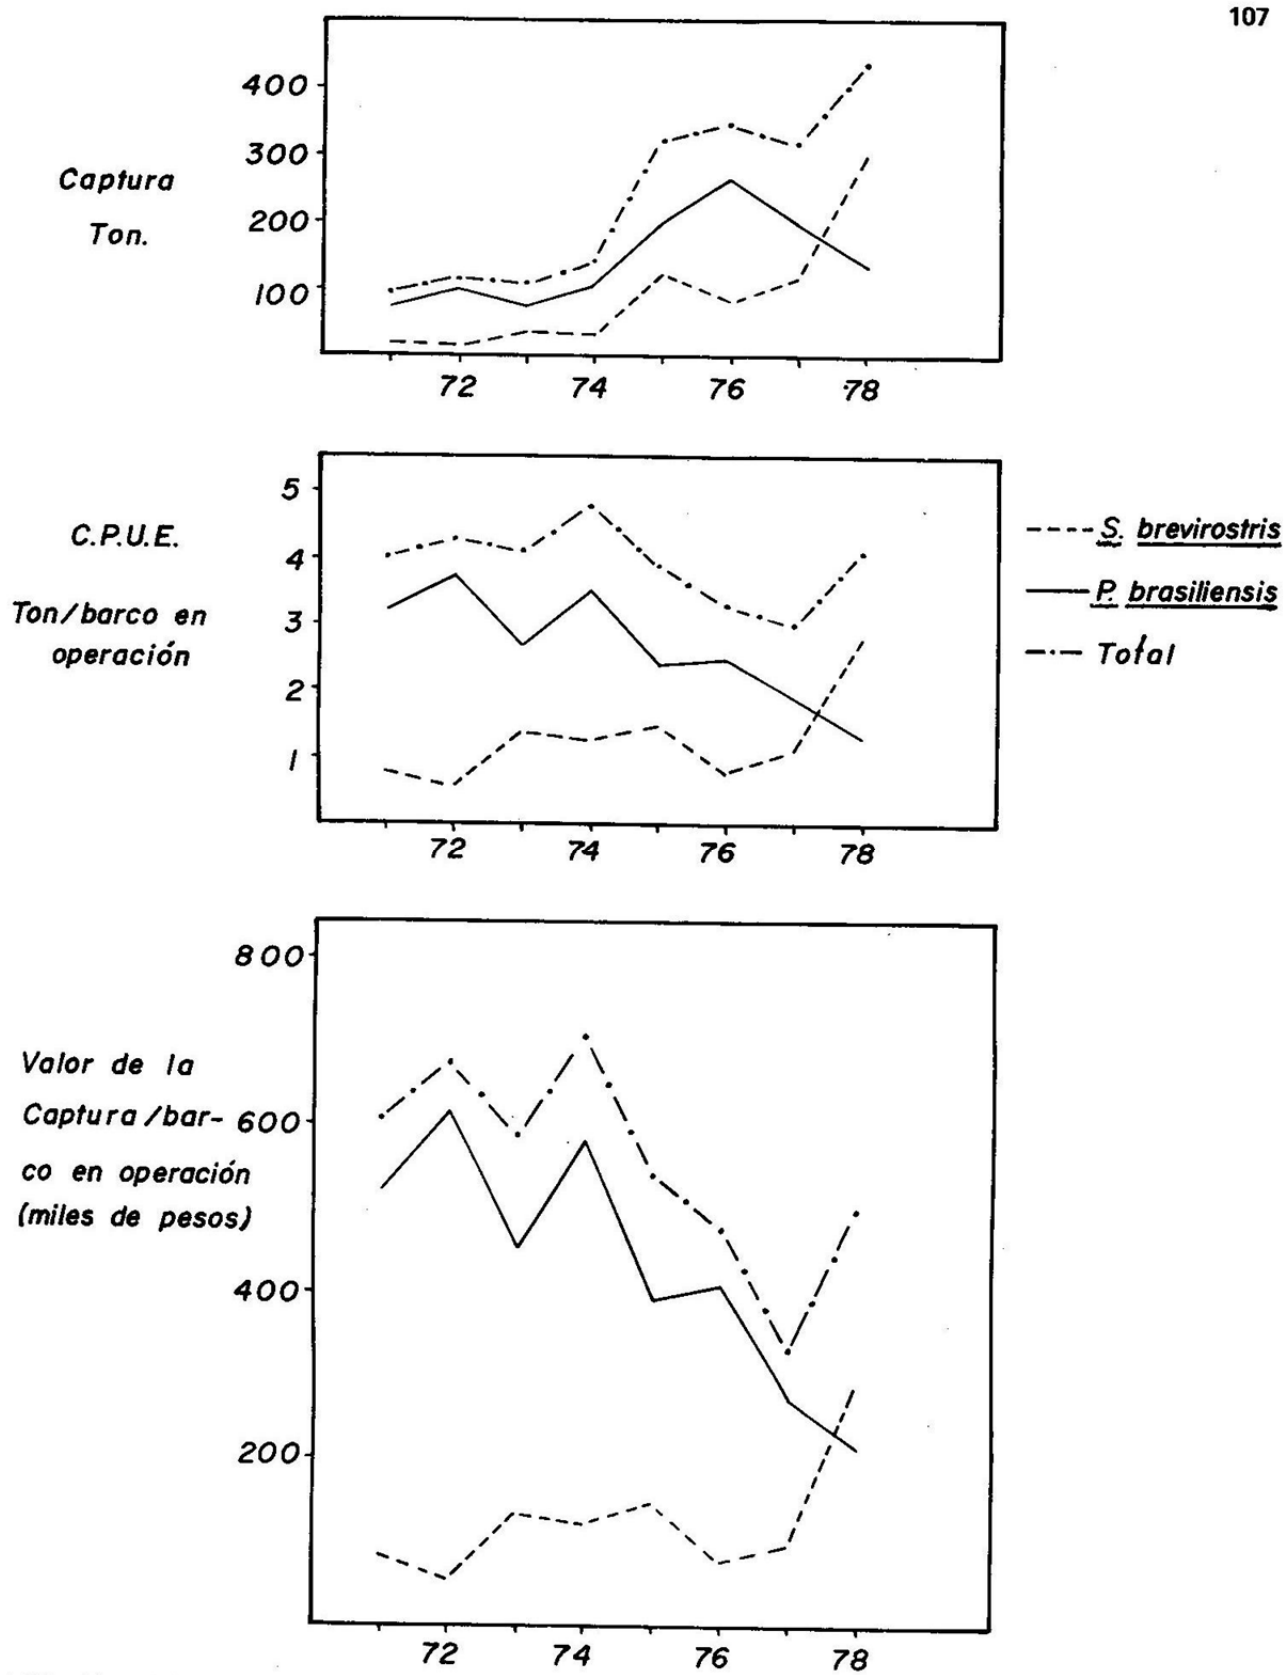 107
400
300
Captura
200
Ton.
100
72 74 76 78
5
C.P.U.E.
4
Ton/barco en
3
operación
2
1
72 74 76 78
S. brevirostris
P. brasiliensis
Total
800
Valor de la
Captura/bar-
600
co en operación
(miles de pesos)
400
200
72 74 76 78